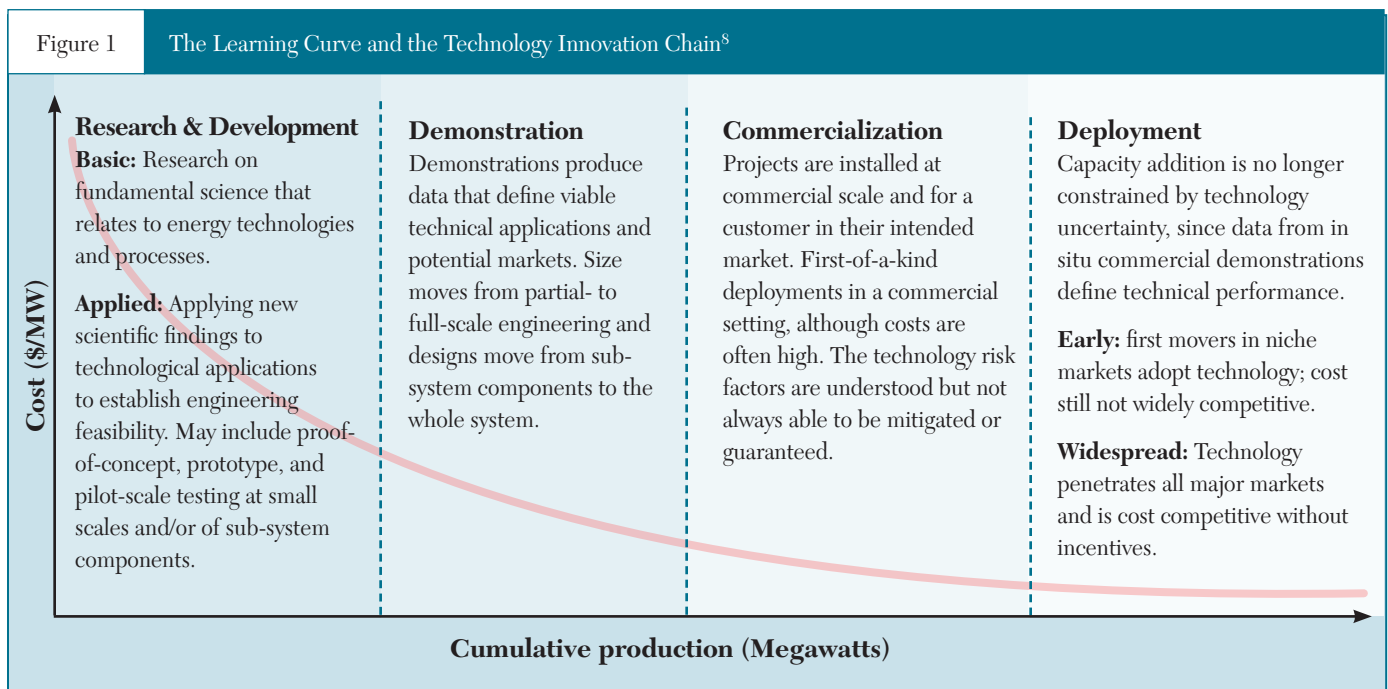 Figure 1
The Learning Curve and the Technology Innovation Chain⁸
Cost ($/MW)
Research & Development
Basic: Research on
fundamental science that
relates to energy technologies
and processes.
Applied: Applying new
scientific findings to
technological applications
to establish engineering
feasibility. May include proof-
of-concept, prototype, and
pilot-scale testing at small
scales and/or of sub-system
components.
Demonstration
Demonstrations produce
data that define viable
technical applications and
potential markets. Size
moves from partial- to
full-scale engineering and
designs move from sub-
system components to the
whole system.
Commercialization
Projects are installed at
commercial scale and for a
customer in their intended
market. First-of-a-kind
deployments in a commercial
setting, although costs are
often high. The technology risk
factors are understood but not
always able to be mitigated or
guaranteed.
Deployment
Capacity addition is no longer
constrained by technology
uncertainty, since data from in
situ commercial demonstrations
define technical performance.
Early: first movers in niche
markets adopt technology; cost
still not widely competitive.
Widespread: Technology
penetrates all major markets
and is cost competitive without
incentives.
Cumulative production (Megawatts)